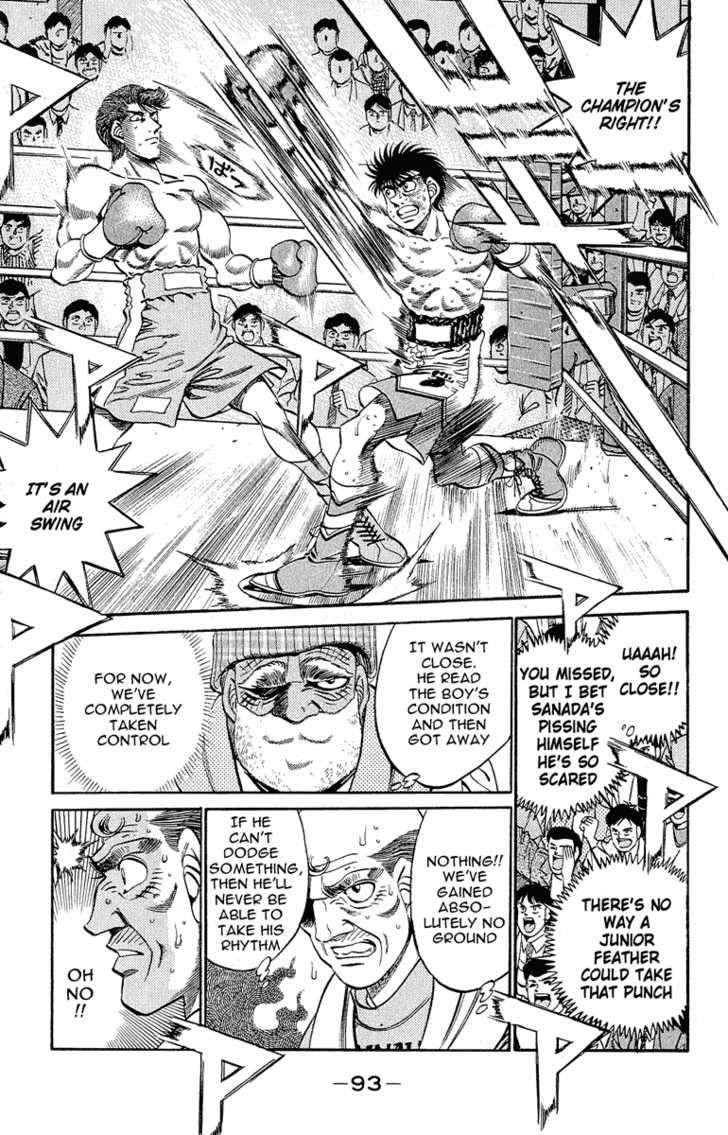 THE
CHAMPION'S
RIGHT!!
ばっ
IT'S AN
AIR
SWING
UAAAH!
SO
CLOSE!!
YOU MISSED,
BUT I BET
SANADA'S
PISSING
HIMSELF
HE'S SO
SCARED
THERE'S NO
WAY A
JUNIOR
FEATHER
COULD TAKE
THAT PUNCH
IT WASN'T
CLOSE.
HE READ
THE BOY'S
CONDITION
AND THEN
GOT AWAY
FOR NOW,
WE'VE
COMPLETELY
TAKEN
CONTROL
NOTHING!!
WE'VE
GAINED
ABSO-
LUTELY NO
GROUND
IF HE
CAN'T
DODGE
SOMETHING,
THEN HE'LL
NEVER BE
ABLE TO
TAKE HIS
RHYTHM
OH
NO
!!
-93-